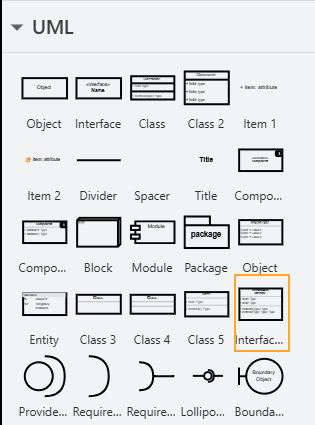 UML
Object
«interface»
Name
Classname
+ item: attribute
Object Interface Class Class 2 Item 1
item: attribute
Title
Item 2 Divider Spacer Title Compo...
Module
package
Compo... Block Module Package Object
Class Class
Entity Class 3 Class 4 Class 5 Interfac...
Boundary
Object
Provide... Require... Require... Lollipo... Bounda...